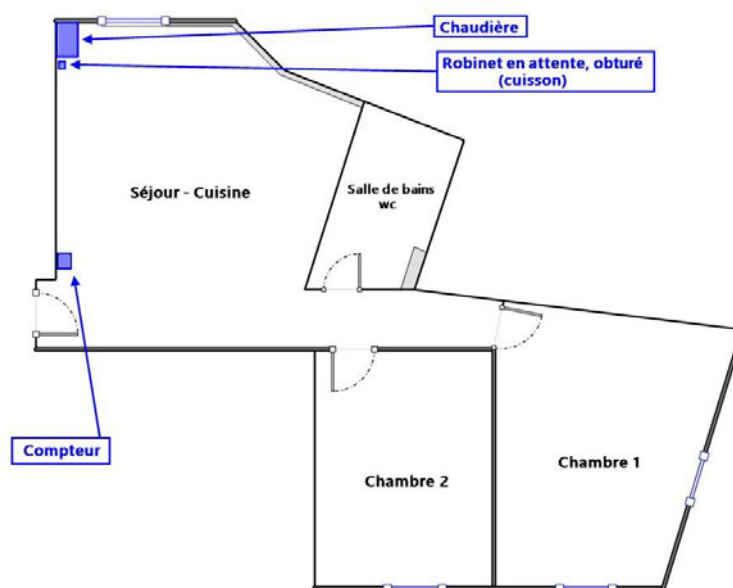 Chaudière
Robinet en attente, obturé
(cuisson)
Séjour - Cuisine
Salle de bains
wc
Compteur
Chambre 1
Chambre 2